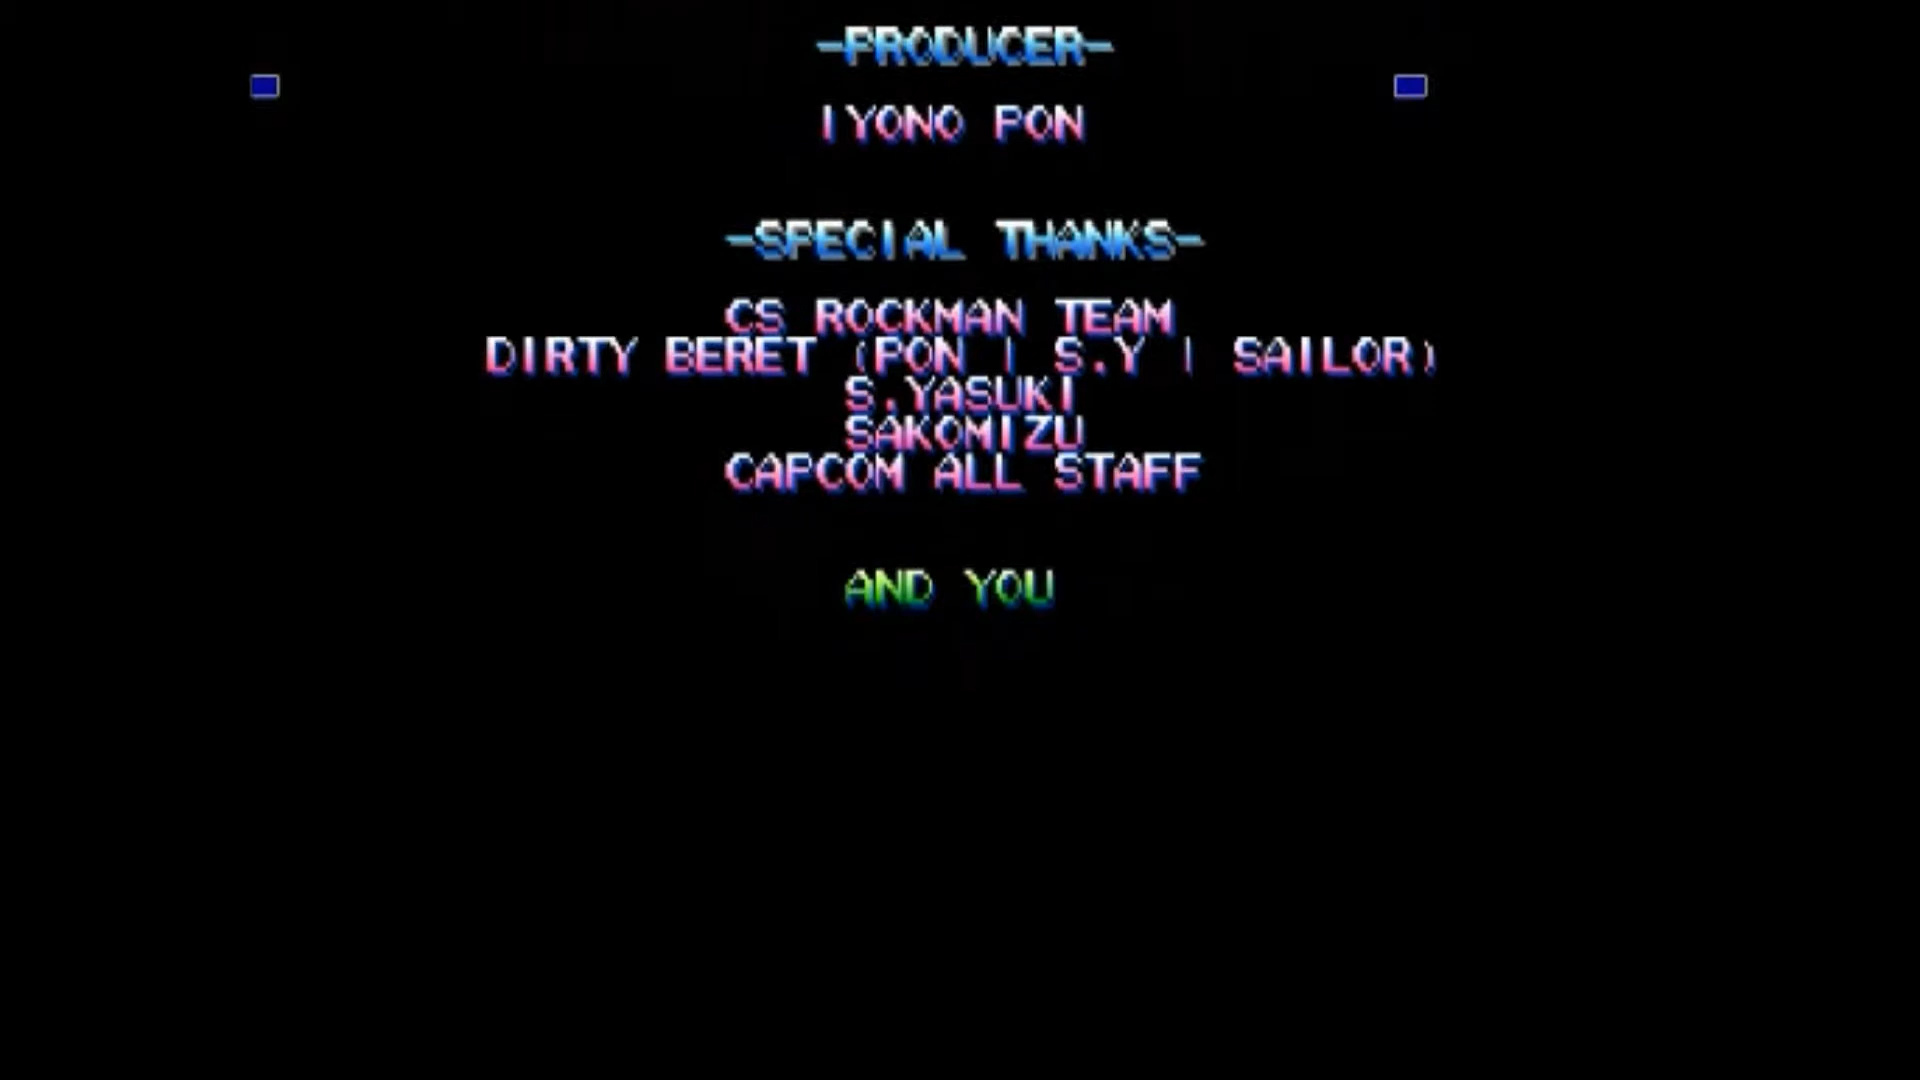 -PRODUCER-
IYONO PON
-SPECIAL THANKS-
CS ROCKMAN TEAM
DIRTY BERET (PON | S.Y | SAILOR)
S.YASUKI
SAKOMIZU
CAPCOM ALL STAFF
AND YOU